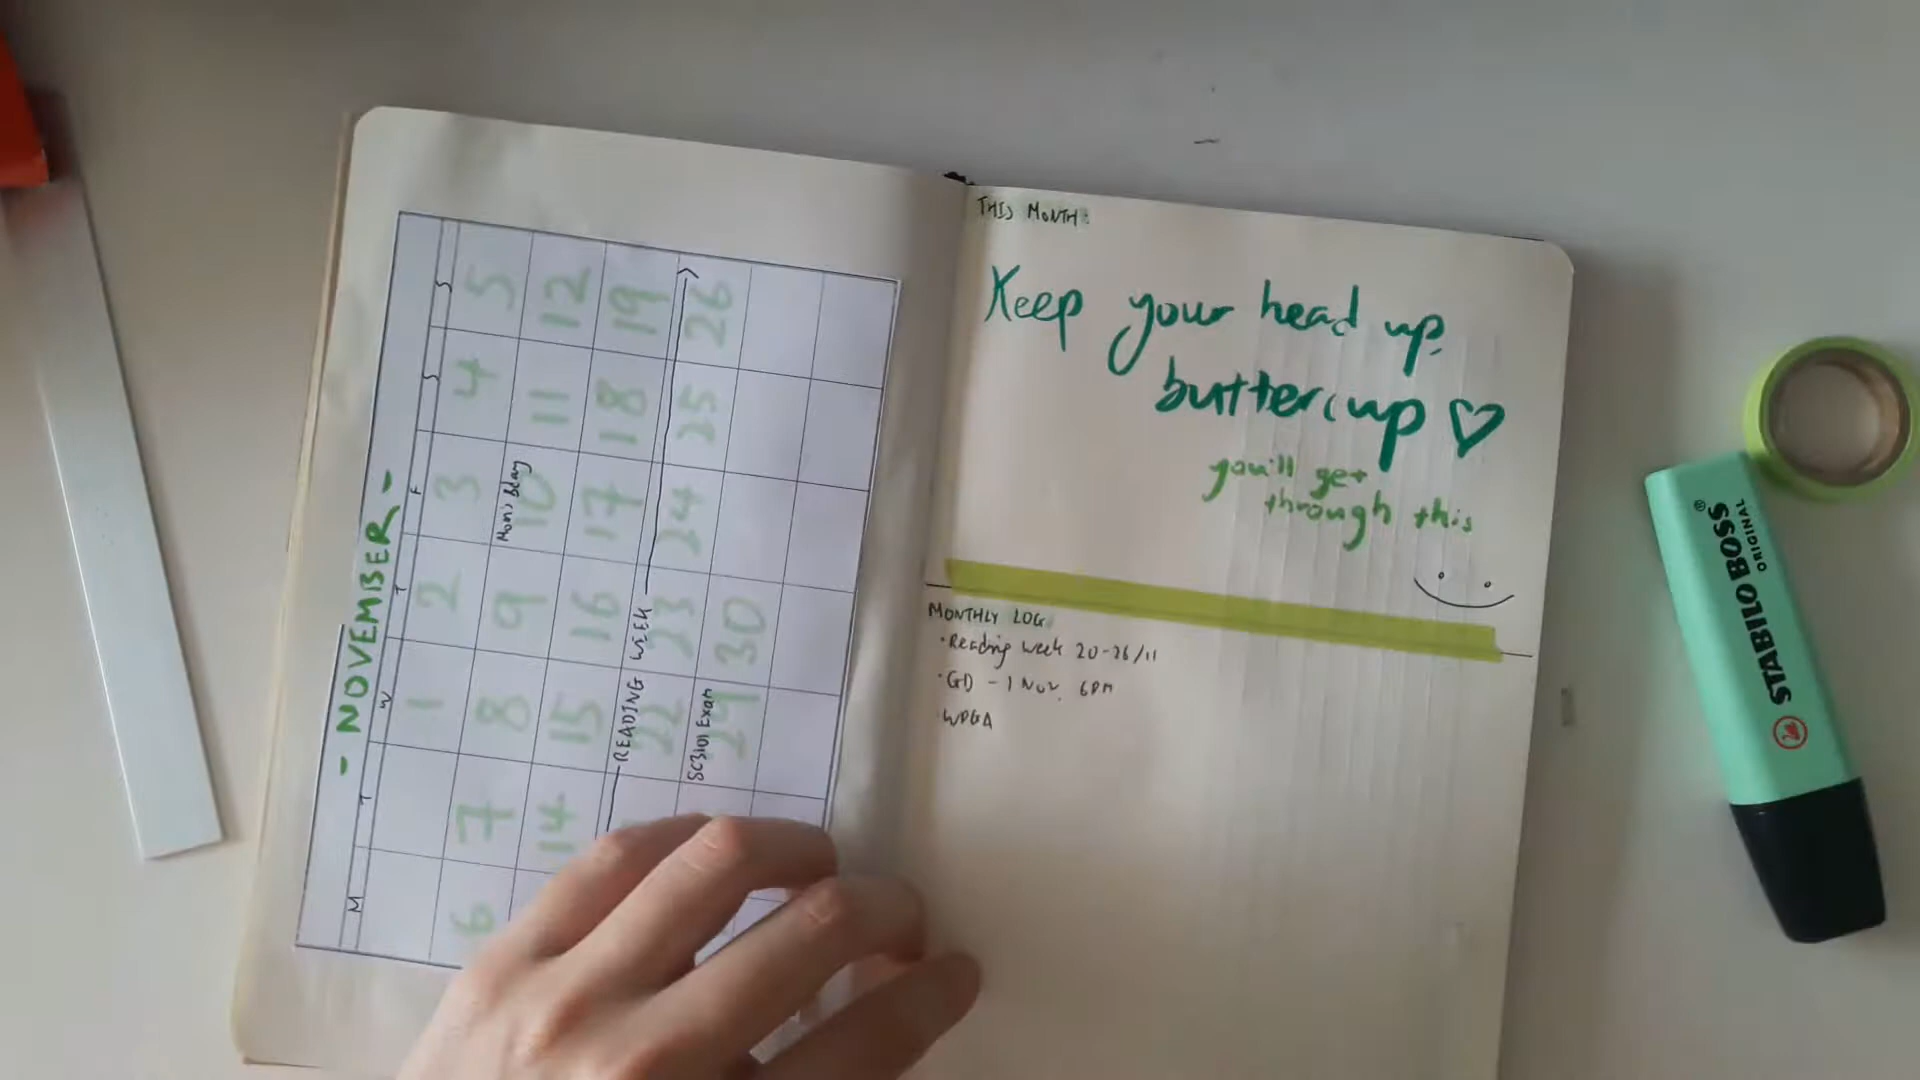 - NOVEMBER -
M T W T F S S
1 2 3 4 5
6 7 8 9 10 11 12
Mom's Bday
14 15 16 17 18 19
READING WEEK
22 23 24 25 26
SC3101 Exam
29 30
THIS MONTH:
Keep your head up,
buttercup ♡
you'll get
through this
MONTHLY LOG
• Reading week 20-26/11
• GD - 1 Nov, 6pm
WPGA
STABILO BOSS®
ORIGINAL